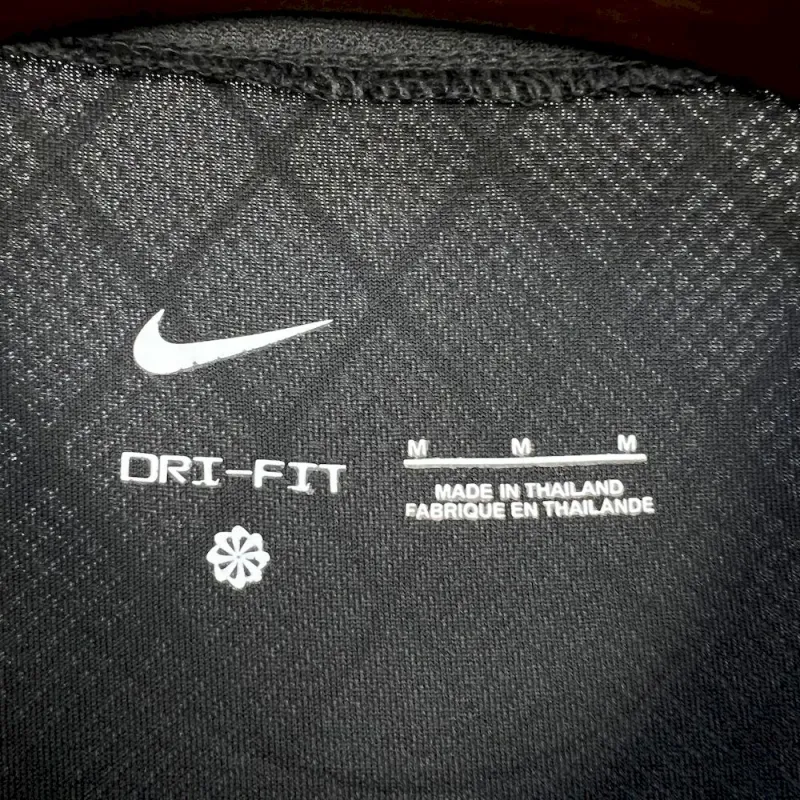 DRI-FIT
M M M
MADE IN THAILAND
FABRIQUE EN THAILANDE